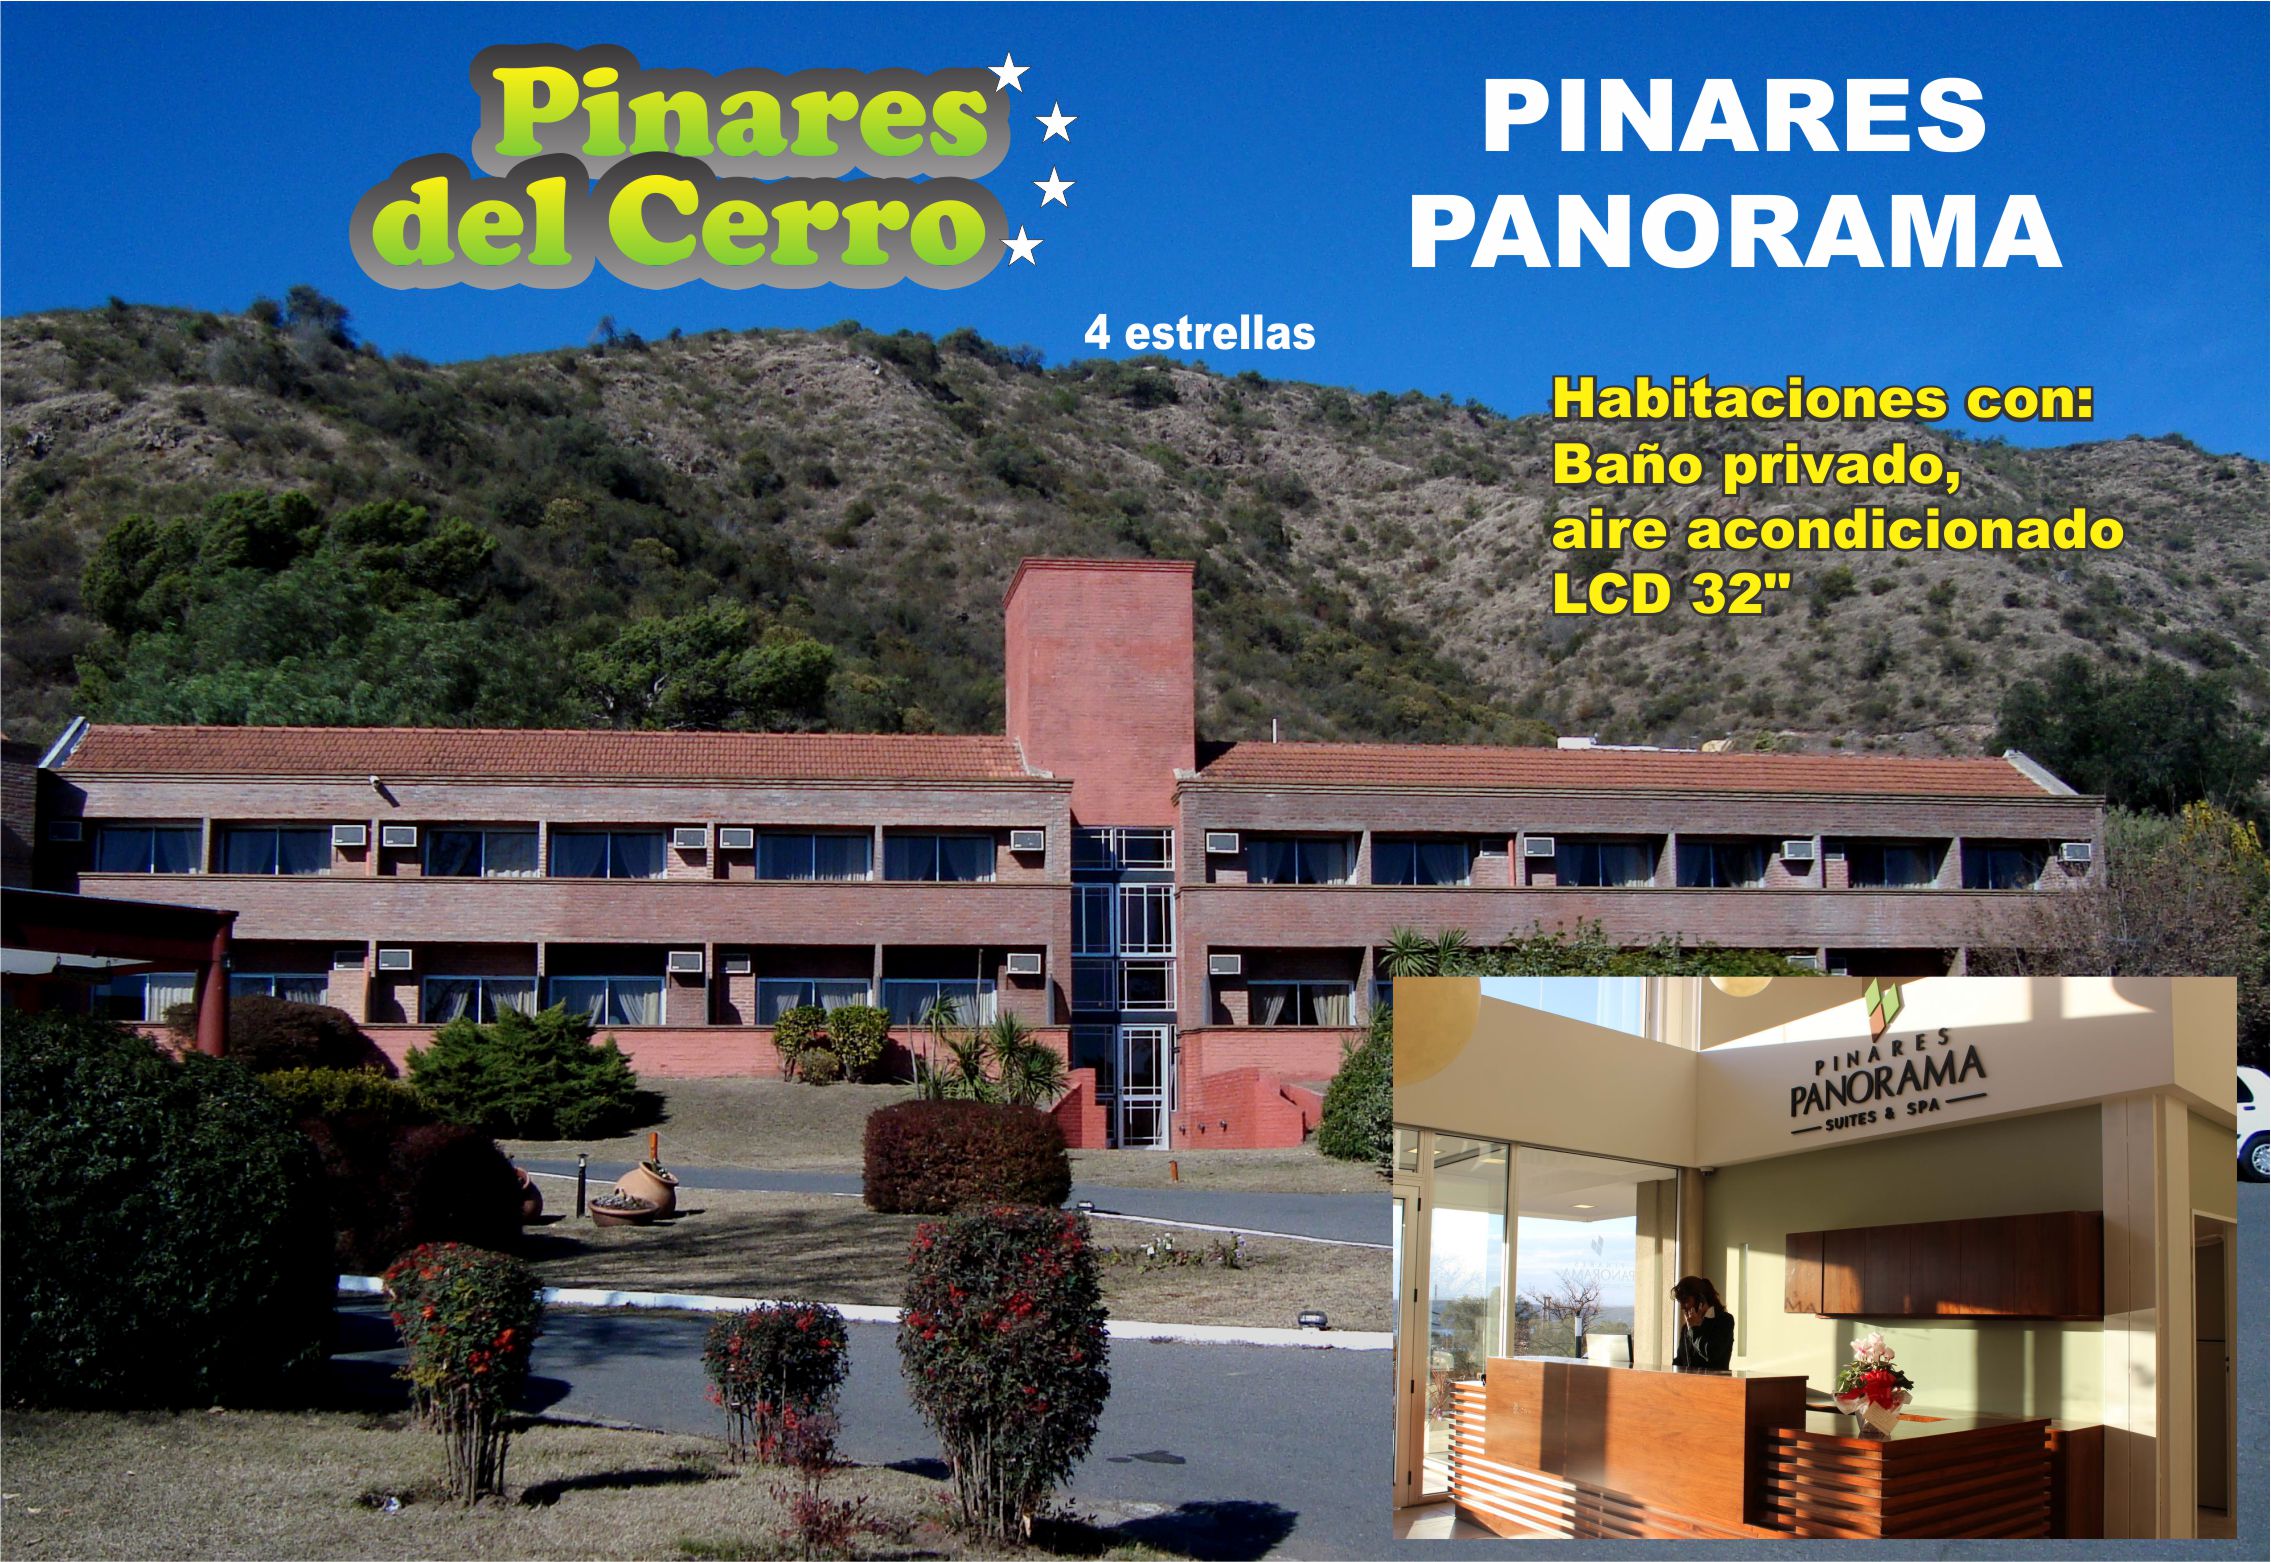 Pinares
del Cerro
PINARES
PANORAMA
4 estrellas
Habitaciones con:
Baño privado,
aire acondicionado
LCD 32"
PINARES
PANORAMA
SUITES & SPA
PANORAMA